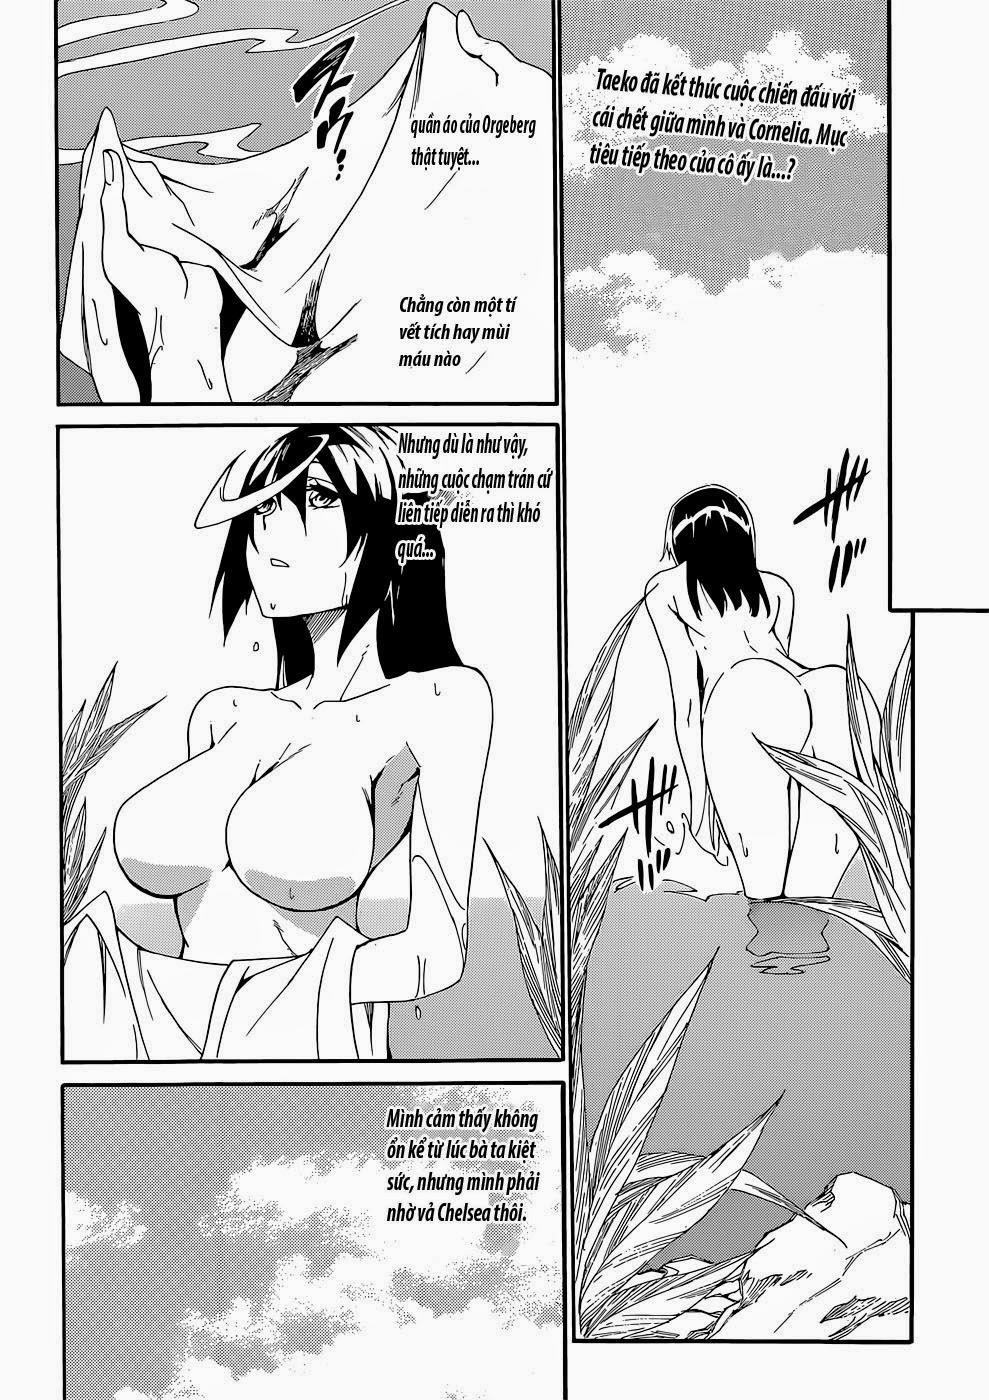 Taeko đã kết thúc cuộc chiến đấu với
cái chết giữa mình và Cornelia. Mục
tiêu tiếp theo của cô ấy là...?
quần áo của Orgeberg
thật tuyệt...
Chẳng còn một tí
vết tích hay mùi
máu nào
Nhưng dù là như vậy,
những cuộc chạm trán cứ
liên tiếp diễn ra thì khó
quá...
Mình cảm thấy không
ổn kể từ lúc bà ta kiệt
sức, nhưng mình phải
nhờ vả Chelsea thôi.